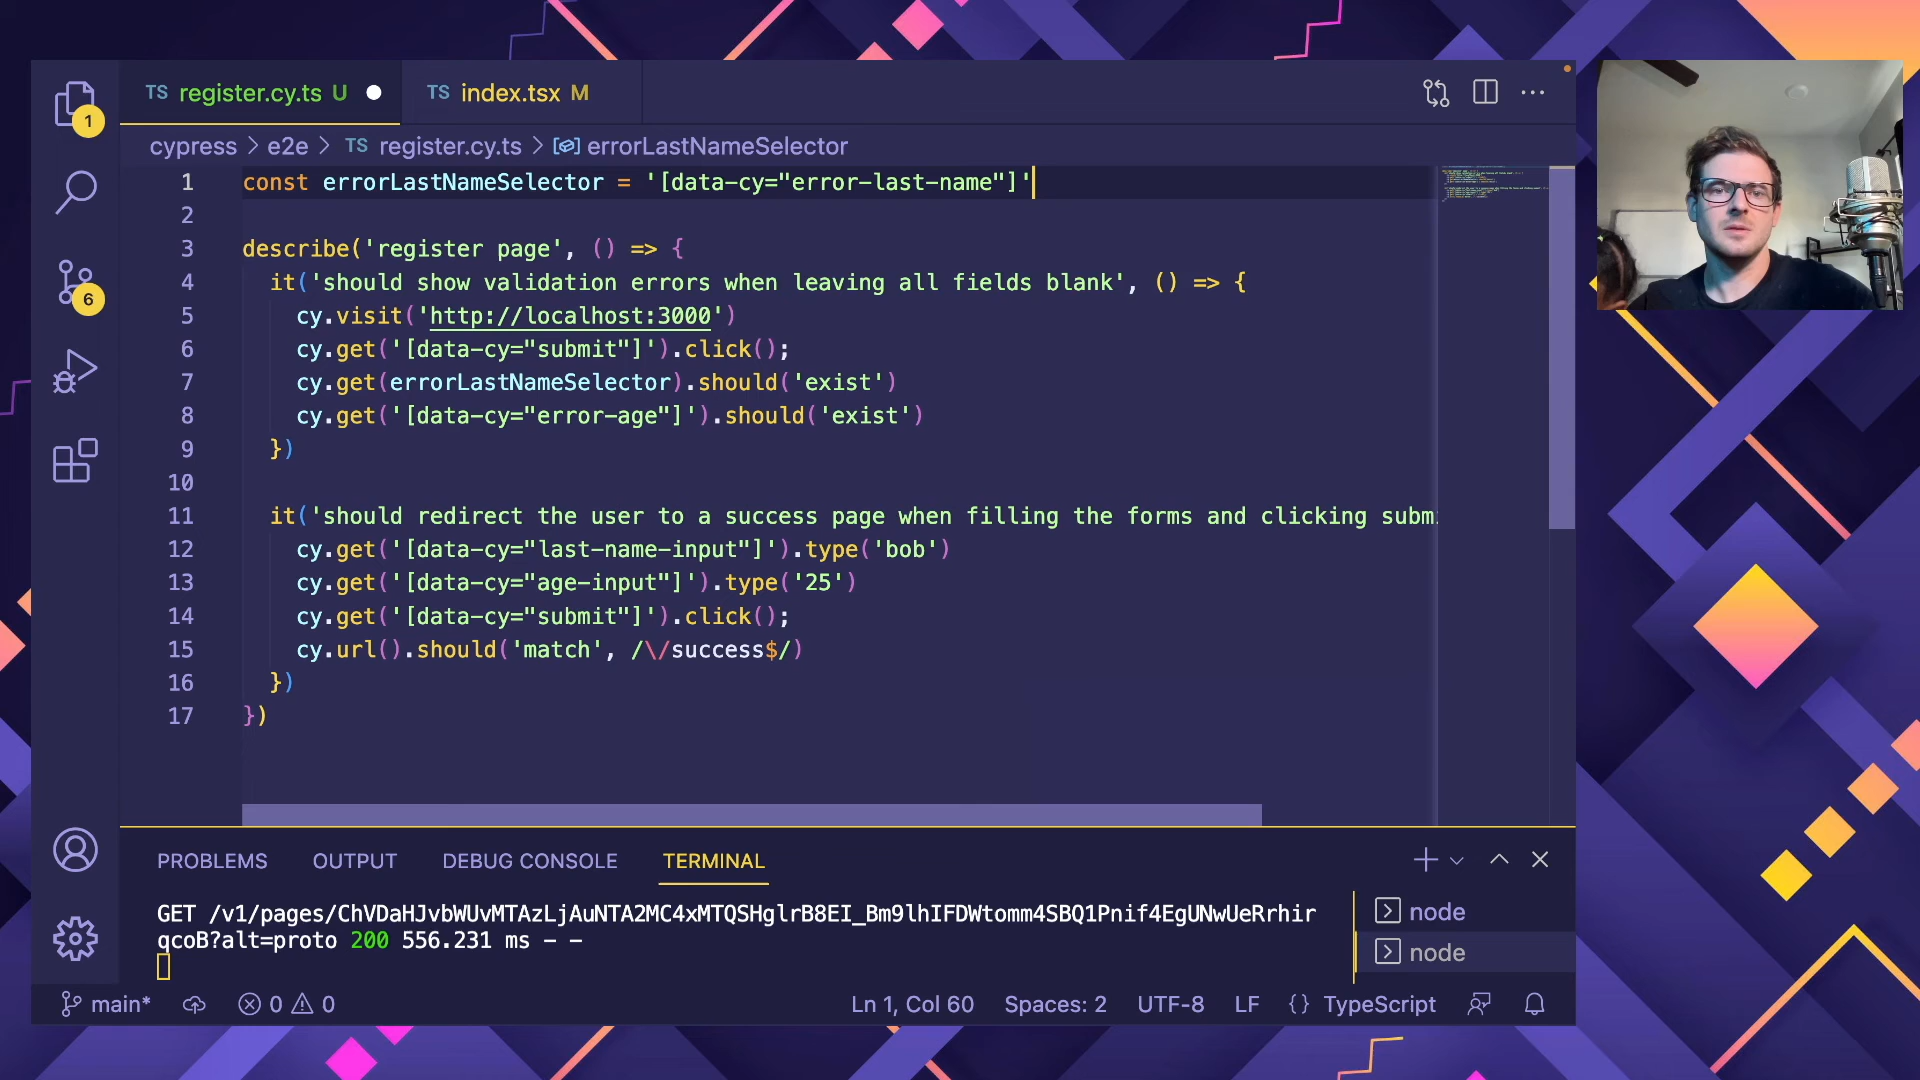 TS register.cy.ts U
TS index.tsx M
1
cypress > e2e > TS register.cy.ts > errorLastNameSelector
1 const errorLastNameSelector = '[data-cy="error-last-name"]'
2
3 describe('register page', () => {
4 it('should show validation errors when leaving all fields blank', () => {
5 cy.visit('http://localhost:3000')
6 cy.get('[data-cy="submit"]').click();
7 cy.get(errorLastNameSelector).should('exist')
8 cy.get('[data-cy="error-age"]').should('exist')
9 })
10
11 it('should redirect the user to a success page when filling the forms and clicking subm
12 cy.get('[data-cy="last-name-input"]').type('bob')
13 cy.get('[data-cy="age-input"]').type('25')
14 cy.get('[data-cy="submit"]').click();
15 cy.url().should('match', /\/success$/)
16 })
17 })
6
PROBLEMS OUTPUT DEBUG CONSOLE TERMINAL
GET /v1/pages/ChVDaHJvbWUvMTAzLjAuNTA2MC4xMTQSHglrB8EI_Bm9lhIFDWtomm4SBQ1Pnif4EgUNwUeRrhir
qcoB?alt=proto 200 556.231 ms - -
node
node
main* 0 0 Ln 1, Col 60 Spaces: 2 UTF-8 LF {} TypeScript